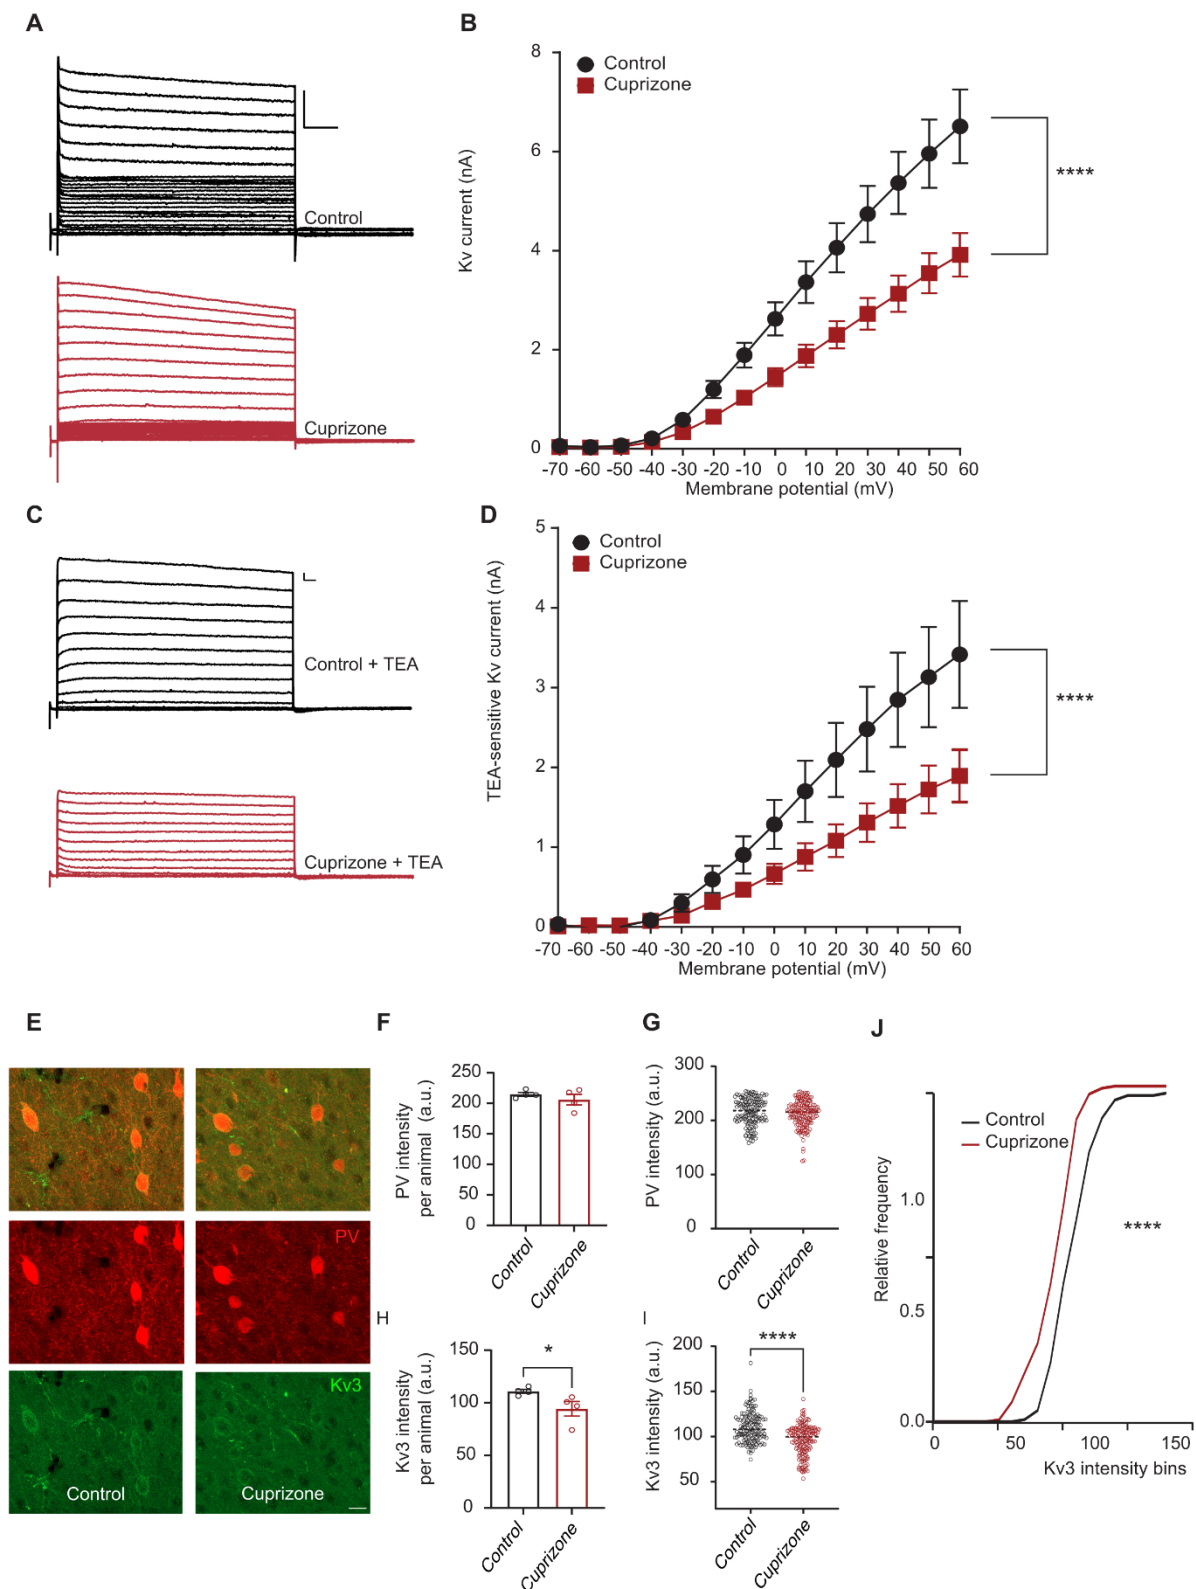 A
Control
Cuprizone
B
Control
Cuprizone
8
6
4
2
0
Kv current (nA)
****
-70 -60 -50 -40 -30 -20 -10 0 10 20 30 40 50 60
Membrane potential (mV)
C
Control + TEA
Cuprizone + TEA
D
Control
Cuprizone
5
4
3
2
1
0
TEA-sensitive Kv current (nA)
****
-70 -60 -50 -40 -30 -20 -10 0 10 20 30 40 50 60
Membrane potential (mV)
E
PV
Kv3
Control
Cuprizone
F
PV intensity
per animal (a.u.)
250
200
150
100
50
0
Control
Cuprizone
G
PV intensity (a.u.)
300
200
100
0
Control
Cuprizone
H
Kv3 intensity
per animal (a.u.)
150
100
50
0
*
Control
Cuprizone
I
Kv3 intensity (a.u.)
200
150
100
50
****
Control
Cuprizone
J
Control
Cuprizone
Relative frequency
1.0
0.5
0.0
****
0 50 100 150
Kv3 intensity bins